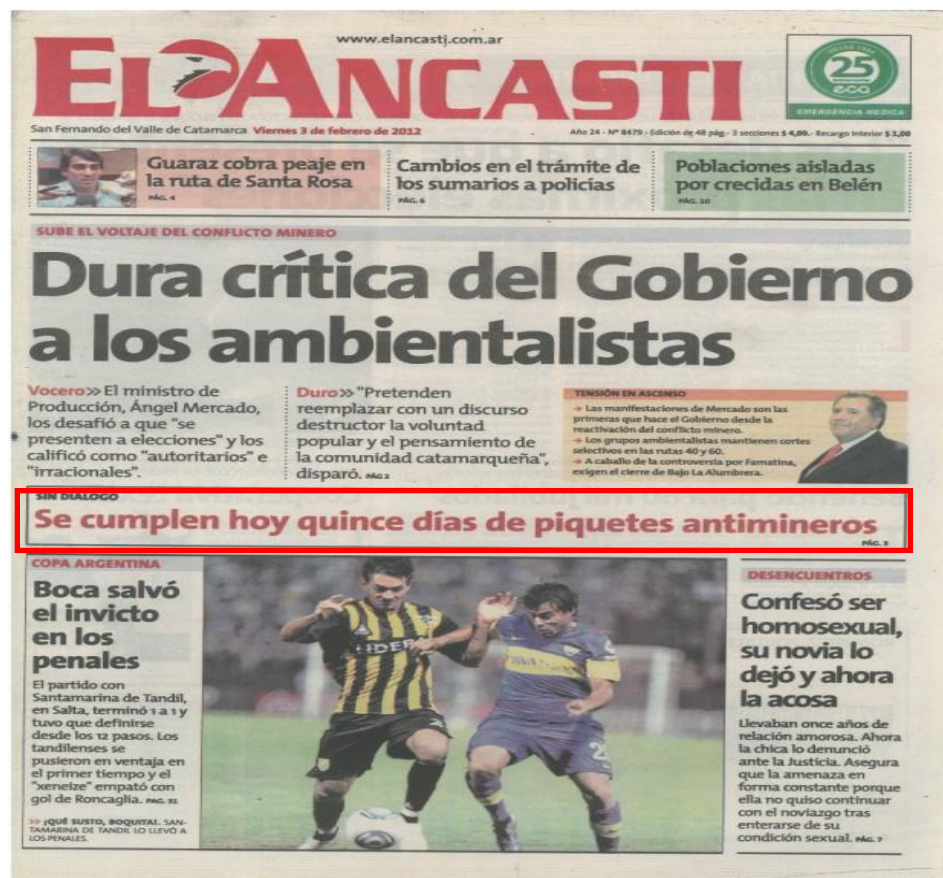 www.elancasti.com.ar
EL ANCASTI
DESDE 1986
25
eca
EMERGENCIA MEDICA
San Fernando del Valle de Catamarca Viernes 3 de febrero de 2012
Año 24 - Nº 8479 - Edición de 48 pág.- 3 secciones $ 4,00.- Recargo Interior $ 1,00
Guaraz cobra peaje en
la ruta de Santa Rosa
PÁG. 4
Cambios en el trámite de
los sumarios a policías
PÁG. 6
Poblaciones aisladas
por crecidas en Belén
PÁG. 10
SUBE EL VOLTAJE DEL CONFLICTO MINERO
Dura crítica del Gobierno
a los ambientalistas
Vocero» El ministro de
Producción, Ángel Mercado,
los desafió a que "se
presenten a elecciones" y los
calificó como "autoritarios" e
"irracionales".
Duro» "Pretenden
reemplazar con un discurso
destructor la voluntad
popular y el pensamiento de
la comunidad catamarqueña",
disparó. PÁG 2
TENSIÓN EN ASCENSO
→ Las manifestaciones de Mercado son las
primeras que hace el Gobierno desde la
reactivación del conflicto minero.
→ Los grupos ambientalistas mantienen cortes
selectivos en las rutas 40 y 60.
→ A caballo de la controversia por Famatina,
exigen el cierre de Bajo La Alumbrera.
SIN DIALOGO
Se cumplen hoy quince días de piquetes antimineros
PÁG. 3
COPA ARGENTINA
Boca salvó
el invicto
en los
penales
El partido con
Santamarina de Tandil,
en Salta, terminó 1 a 1 y
tuvo que definirse
desde los 12 pasos. Los
tandilenses se
pusieron en ventaja en
el primer tiempo y el
"xeneize" empató con
gol de Roncaglia. PÁG. 31
>> ¡QUÉ SUSTO, BOQUITA!. SAN-
TAMARINA DE TANDIL LO LLEVÓ A
LOS PENALES.
LIDER
DESENCUENTROS
Confesó ser
homosexual,
su novia lo
dejó y ahora
la acosa
Llevaban once años de
relación amorosa. Ahora
la chica lo denunció
ante la Justicia. Asegura
que la amenaza en
forma constante porque
ella no quiso continuar
con el noviazgo tras
enterarse de su
condición sexual. PÁG. 7